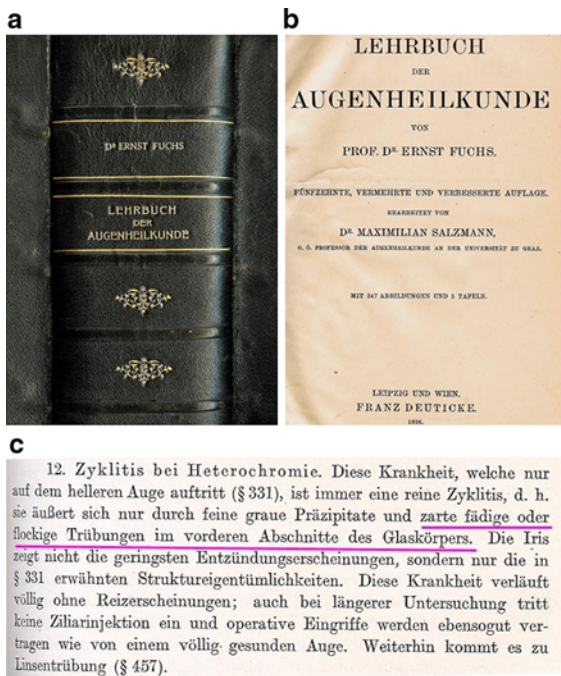 a
Dr ERNST FUCHS
LEHRBUCH
DER
AUGENHEILKUNDE
b
LEHRBUCH
DER
AUGENHEILKUNDE
VON
PROF. DR. ERNST FUCHS.
FÜNFZEHNTE, VERMEHRTE UND VERBESSERTE AUFLAGE.
BEARBEITET VON
DR. MAXIMILIAN SALZMANN,
O. Ö. PROFESSOR DER AUGENHEILKUNDE AN DER UNIVERSITÄT ZU GRAZ.
MIT 347 ABBILDUNGEN UND 5 TAFELN.
LEIPZIG UND WIEN.
FRANZ DEUTICKE.
c
12. Zyklitis bei Heterochromie. Diese Krankheit, welche nur
auf dem helleren Auge auftritt (§ 331), ist immer eine reine Zyklitis, d. h.
sie äußert sich nur durch feine graue Präzipitate und zarte fädige oder
flockige Trübungen im vorderen Abschnitte des Glaskörpers. Die Iris
zeigt nicht die geringsten Entzündungserscheinungen, sondern nur die in
§ 331 erwähnten Struktureigentümlichkeiten. Diese Krankheit verläuft
völlig ohne Reizerscheinungen; auch bei längerer Untersuchung tritt
keine Ziliarinjektion ein und operative Eingriffe werden ebensogut ver-
tragen wie von einem völlig gesunden Auge. Weiterhin kommt es zu
Linsentrübung (§ 457).